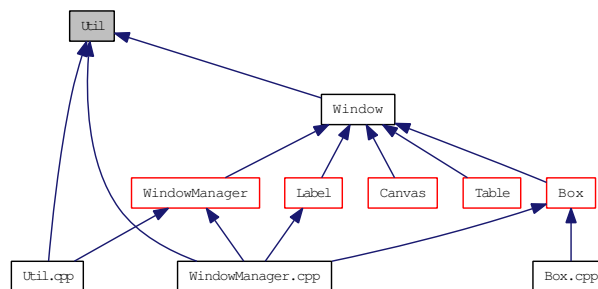 Util
Window
WindowManager
Label
Canvas
Table
Box
Util.cpp
WindowManager.cpp
Box.cpp